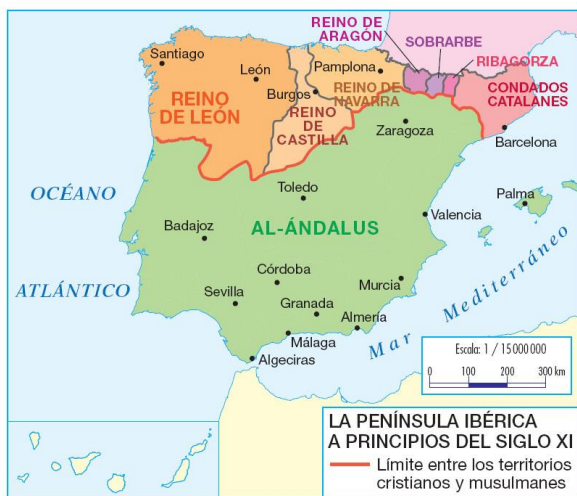 REINO DE
ARAGÓN
SOBRARBE
RIBAGORZA
Santiago
León
Pamplona
Burgos
REINO
DE LEÓN
REINO DE
NAVARRA
REINO
DE
CASTILLA
CONDADOS
CATALANES
Zaragoza
Barcelona
OCÉANO
ATLÁNTICO
Toledo
Palma
Badajoz
AL-ÁNDALUS
Valencia
Córdoba
Murcia
Sevilla
Granada
Almería
Málaga
Algeciras
Mar Mediterráneo
Escala: 1 / 15 000 000
0 100 200 300 km
LA PENÍNSULA IBÉRICA
A PRINCIPIOS DEL SIGLO XI
Límite entre los territorios
cristianos y musulmanes